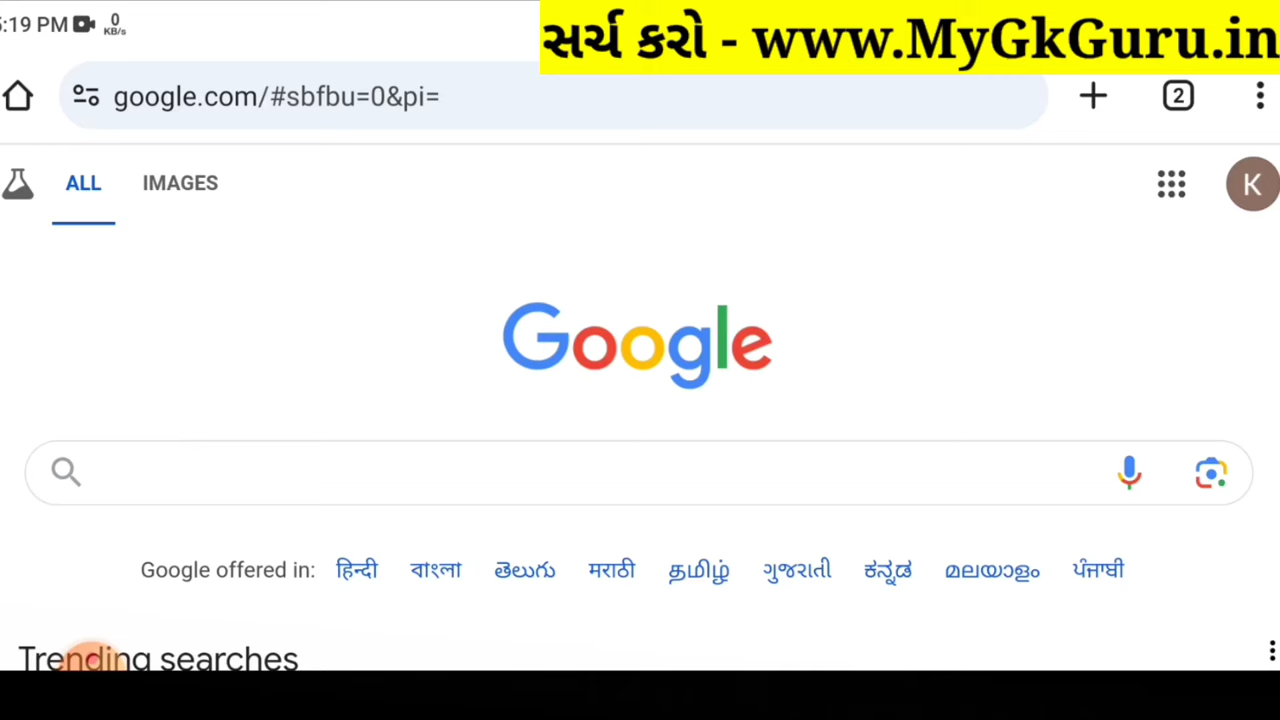 5:19 PM 0 KB/s
સર્ચ કરો - www.MyGkGuru.in
google.com/#sbfbu=0&pi=
2
ALL IMAGES
K
Google
Google offered in: हिन्दी বাংলা తెలుగు मराठी தமிழ் ગુજરાતી ಕನ್ನಡ മലയാളം ਪੰਜਾਬੀ
Trending searches